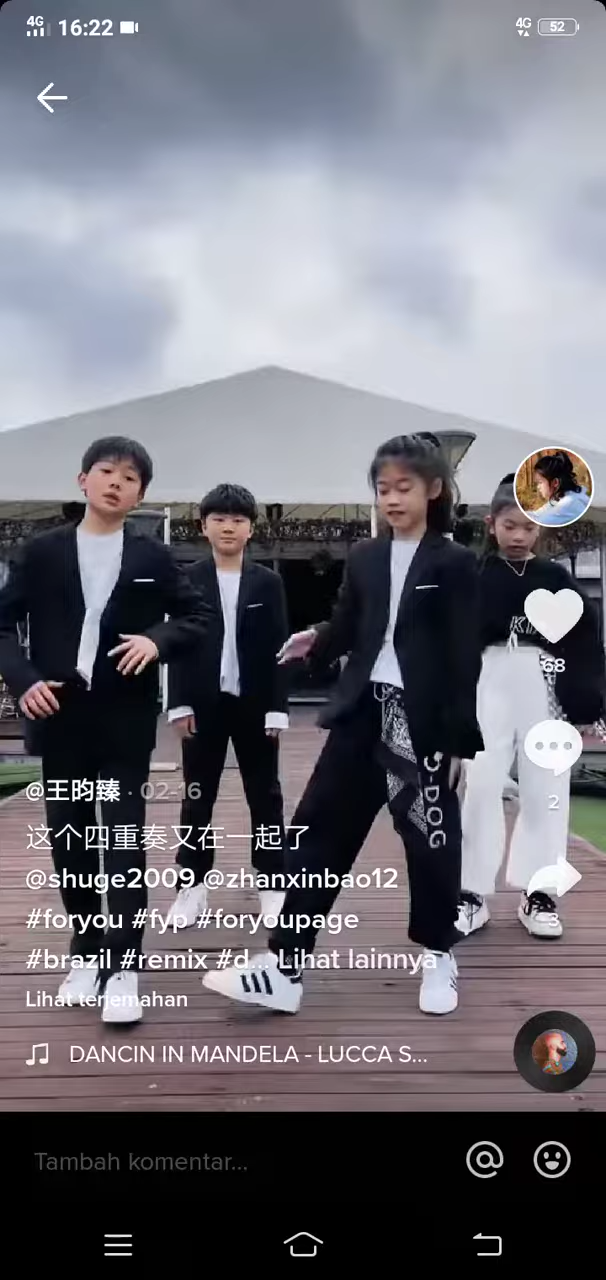 4G 16:22 4G 52
KI
68
2
D-DOG
@王昀臻 · 02-16
这个四重奏又在一起了
@shuge2009 @zhanxinbao12
#foryou #fyp #foryoupage
3
#brazil #remix #d... Lihat lainnya
Lihat terjemahan
DANCIN IN MANDELA - LUCCA S...
Tambah komentar...